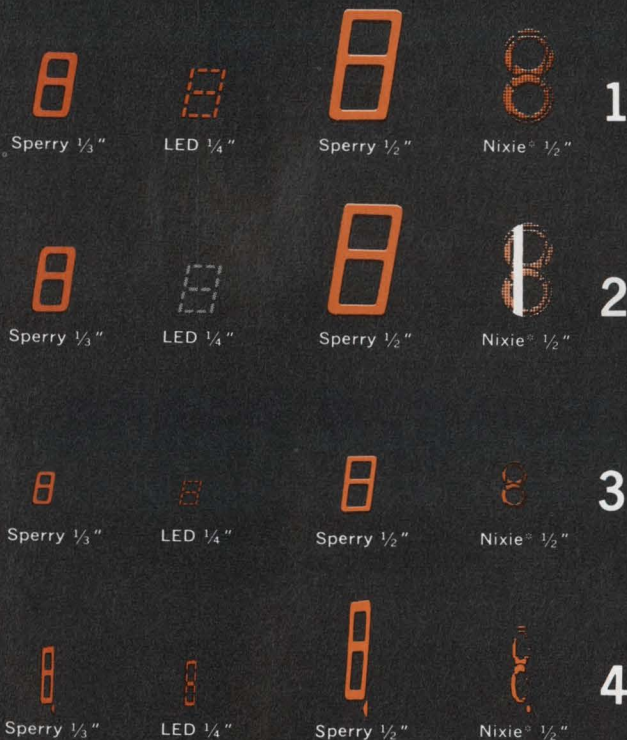 1
Sperry 1/3" LED 1/4" Sperry 1/2" Nixie° 1/2"
2
Sperry 1/3" LED 1/4" Sperry 1/2" Nixie° 1/2"
3
Sperry 1/3" LED 1/4" Sperry 1/2" Nixie° 1/2"
4
Sperry 1/3" LED 1/4" Sperry 1/2" Nixie° 1/2"